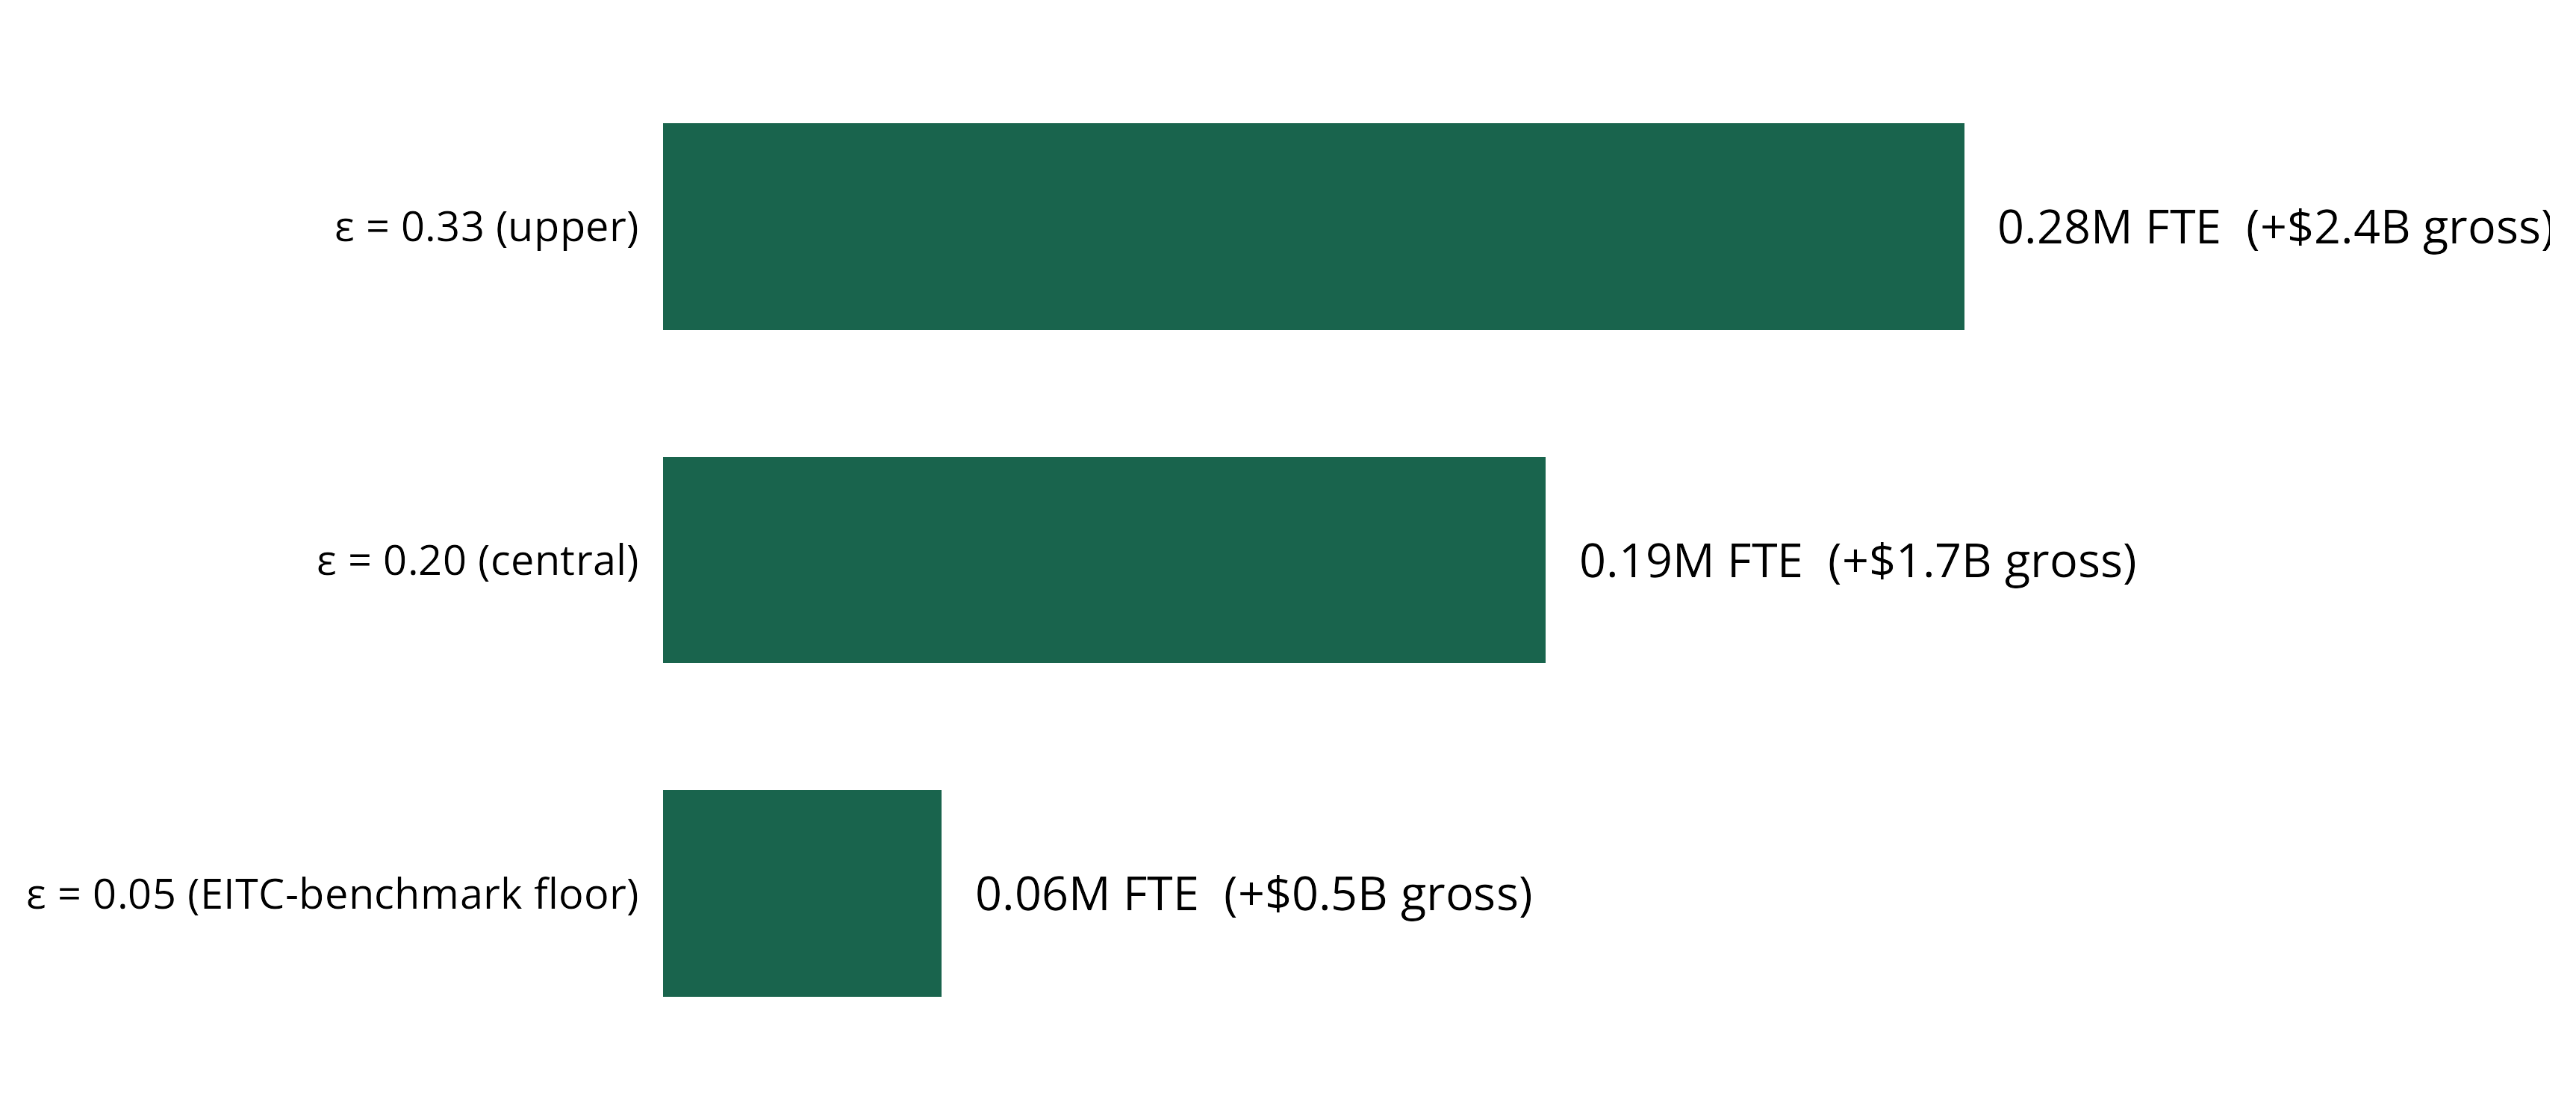 ε = 0.33 (upper) 0.28M FTE (+$2.4B gross)
ε = 0.20 (central) 0.19M FTE (+$1.7B gross)
ε = 0.05 (EITC-benchmark floor) 0.06M FTE (+$0.5B gross)